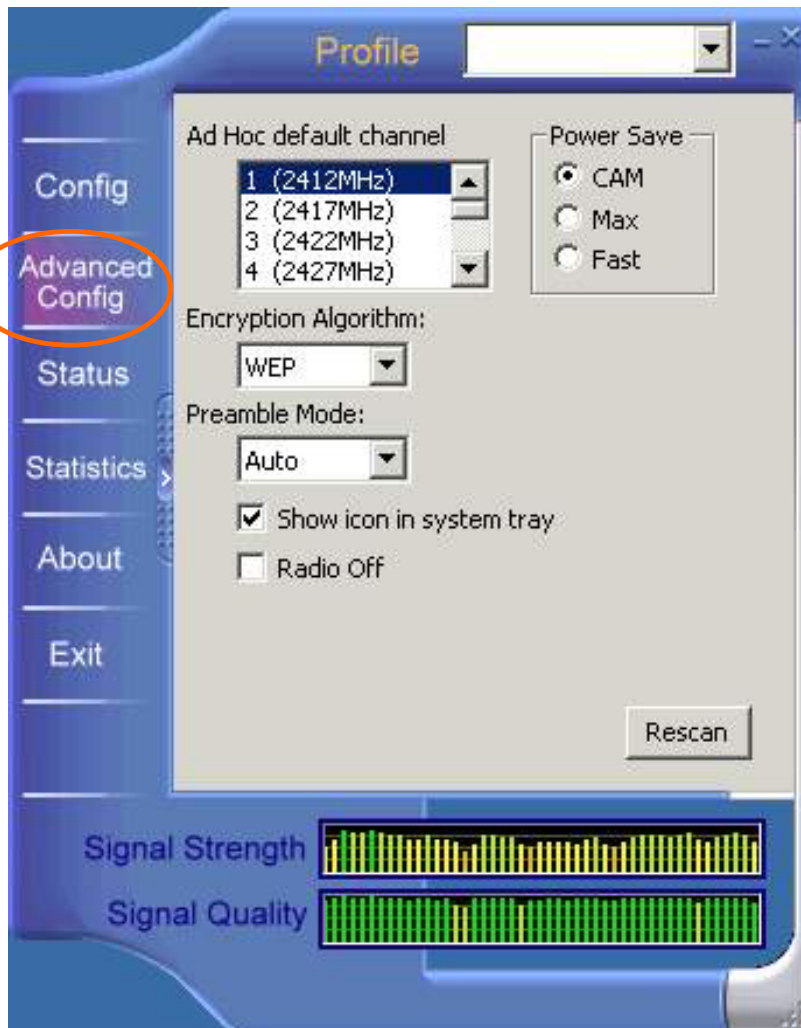 Profile
Config
Advanced
Config
Status
Statistics
About
Exit
Ad Hoc default channel
1 (2412MHz)
2 (2417MHz)
3 (2422MHz)
4 (2427MHz)
Power Save
CAM
Max
Fast
Encryption Algorithm:
WEP
Preamble Mode:
Auto
Show icon in system tray
Radio Off
Rescan
Signal Strength
Signal Quality